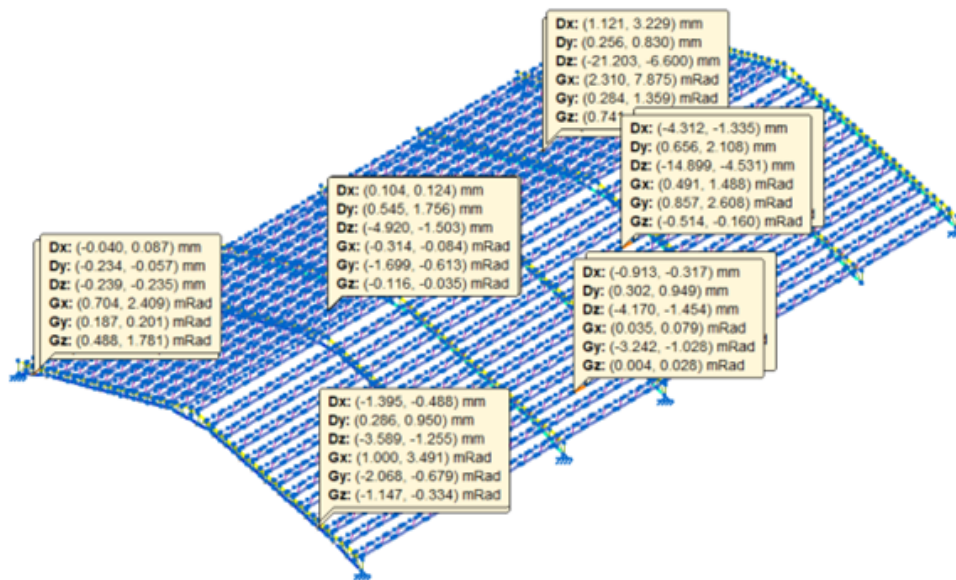 Dx: (1.121, 3.229) mm
Dy: (0.256, 0.830) mm
Dz: (-21.203, -6.600) mm
Gx: (2.310, 7.875) mRad
Gy: (0.284, 1.359) mRad
Gz: (0.741
Dx: (-4.312, -1.335) mm
Dy: (0.656, 2.108) mm
Dz: (-14.899, -4.531) mm
Gx: (0.491, 1.488) mRad
Gy: (0.857, 2.608) mRad
Gz: (-0.514, -0.160) mRad
Dx: (0.104, 0.124) mm
Dy: (0.545, 1.756) mm
Dz: (-4.920, -1.503) mm
Gx: (-0.314, -0.084) mRad
Gy: (-1.699, -0.613) mRad
Gz: (-0.116, -0.035) mRad
Dx: (-0.040, 0.087) mm
Dy: (-0.234, -0.057) mm
Dz: (-0.239, -0.235) mm
Gx: (0.704, 2.409) mRad
Gy: (0.187, 0.201) mRad
Gz: (0.488, 1.781) mRad
Dx: (-0.913, -0.317) mm
Dy: (0.302, 0.949) mm
Dz: (-4.170, -1.454) mm
Gx: (0.035, 0.079) mRad
Gy: (-3.242, -1.028) mRad
Gz: (0.004, 0.028) mRad
Dx: (-1.395, -0.488) mm
Dy: (0.286, 0.950) mm
Dz: (-3.589, -1.255) mm
Gx: (1.000, 3.491) mRad
Gy: (-2.068, -0.679) mRad
Gz: (-1.147, -0.334) mRad